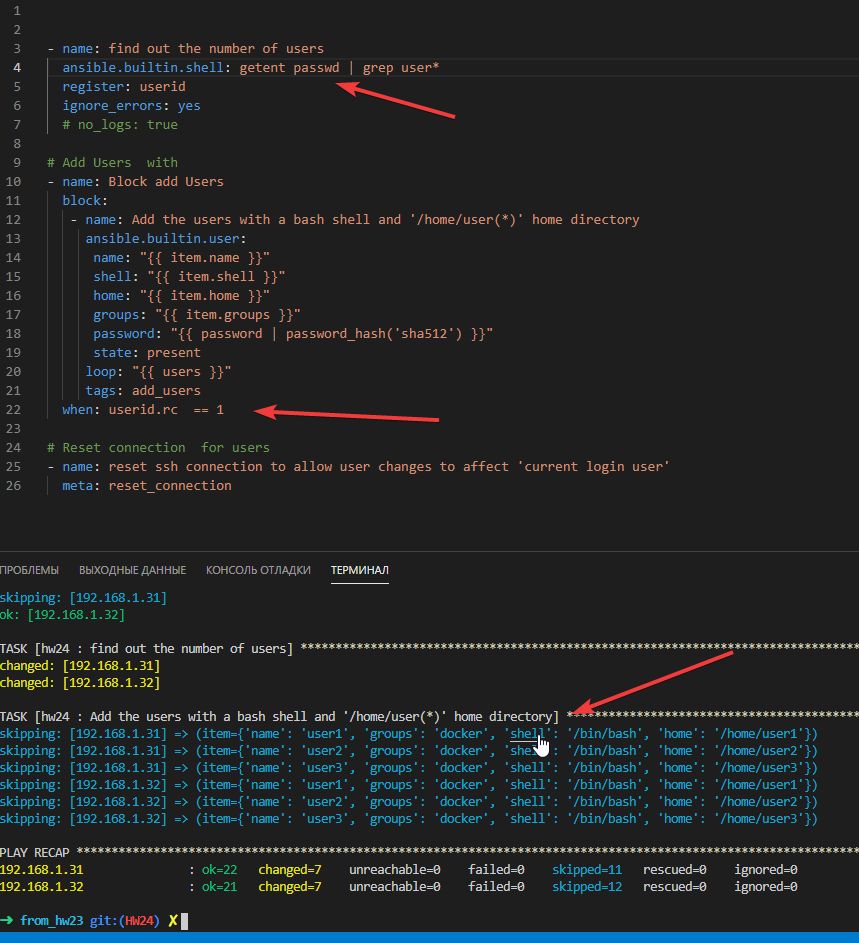 1
2
3 - name: find out the number of users
4 ansible.builtin.shell: getent passwd | grep user*
5 register: userid
6 ignore_errors: yes
7 # no_logs: true
8
9 # Add Users  with
10 - name: Block add Users
11 block:
12 - name: Add the users with a bash shell and '/home/user(*)' home directory
13 ansible.builtin.user:
14 name: "{{ item.name }}"
15 shell: "{{ item.shell }}"
16 home: "{{ item.home }}"
17 groups: "{{ item.groups }}"
18 password: "{{ password | password_hash('sha512') }}"
19 state: present
20 loop: "{{ users }}"
21 tags: add_users
22 when: userid.rc  == 1
23
24 # Reset connection  for users
25 - name: reset ssh connection to allow user changes to affect 'current login user'
26 meta: reset_connection
ПРОБЛЕМЫ ВЫХОДНЫЕ ДАННЫЕ КОНСОЛЬ ОТЛАДКИ ТЕРМИНАЛ
skipping: [192.168.1.31]
ok: [192.168.1.32]
TASK [hw24 : find out the number of users] *******************************************************************************
changed: [192.168.1.31]
changed: [192.168.1.32]
TASK [hw24 : Add the users with a bash shell and '/home/user(*)' home directory] *****************************************
skipping: [192.168.1.31] => (item={'name': 'user1', 'groups': 'docker', 'shell': '/bin/bash', 'home': '/home/user1'})
skipping: [192.168.1.31] => (item={'name': 'user2', 'groups': 'docker', 'shell': '/bin/bash', 'home': '/home/user2'})
skipping: [192.168.1.31] => (item={'name': 'user3', 'groups': 'docker', 'shell': '/bin/bash', 'home': '/home/user3'})
skipping: [192.168.1.32] => (item={'name': 'user1', 'groups': 'docker', 'shell': '/bin/bash', 'home': '/home/user1'})
skipping: [192.168.1.32] => (item={'name': 'user2', 'groups': 'docker', 'shell': '/bin/bash', 'home': '/home/user2'})
skipping: [192.168.1.32] => (item={'name': 'user3', 'groups': 'docker', 'shell': '/bin/bash', 'home': '/home/user3'})
PLAY RECAP ***************************************************************************************************************
192.168.1.31 : ok=22 changed=7 unreachable=0 failed=0 skipped=11 rescued=0 ignored=0
192.168.1.32 : ok=21 changed=7 unreachable=0 failed=0 skipped=12 rescued=0 ignored=0
➜ from_hw23 git:(HW24) ✗